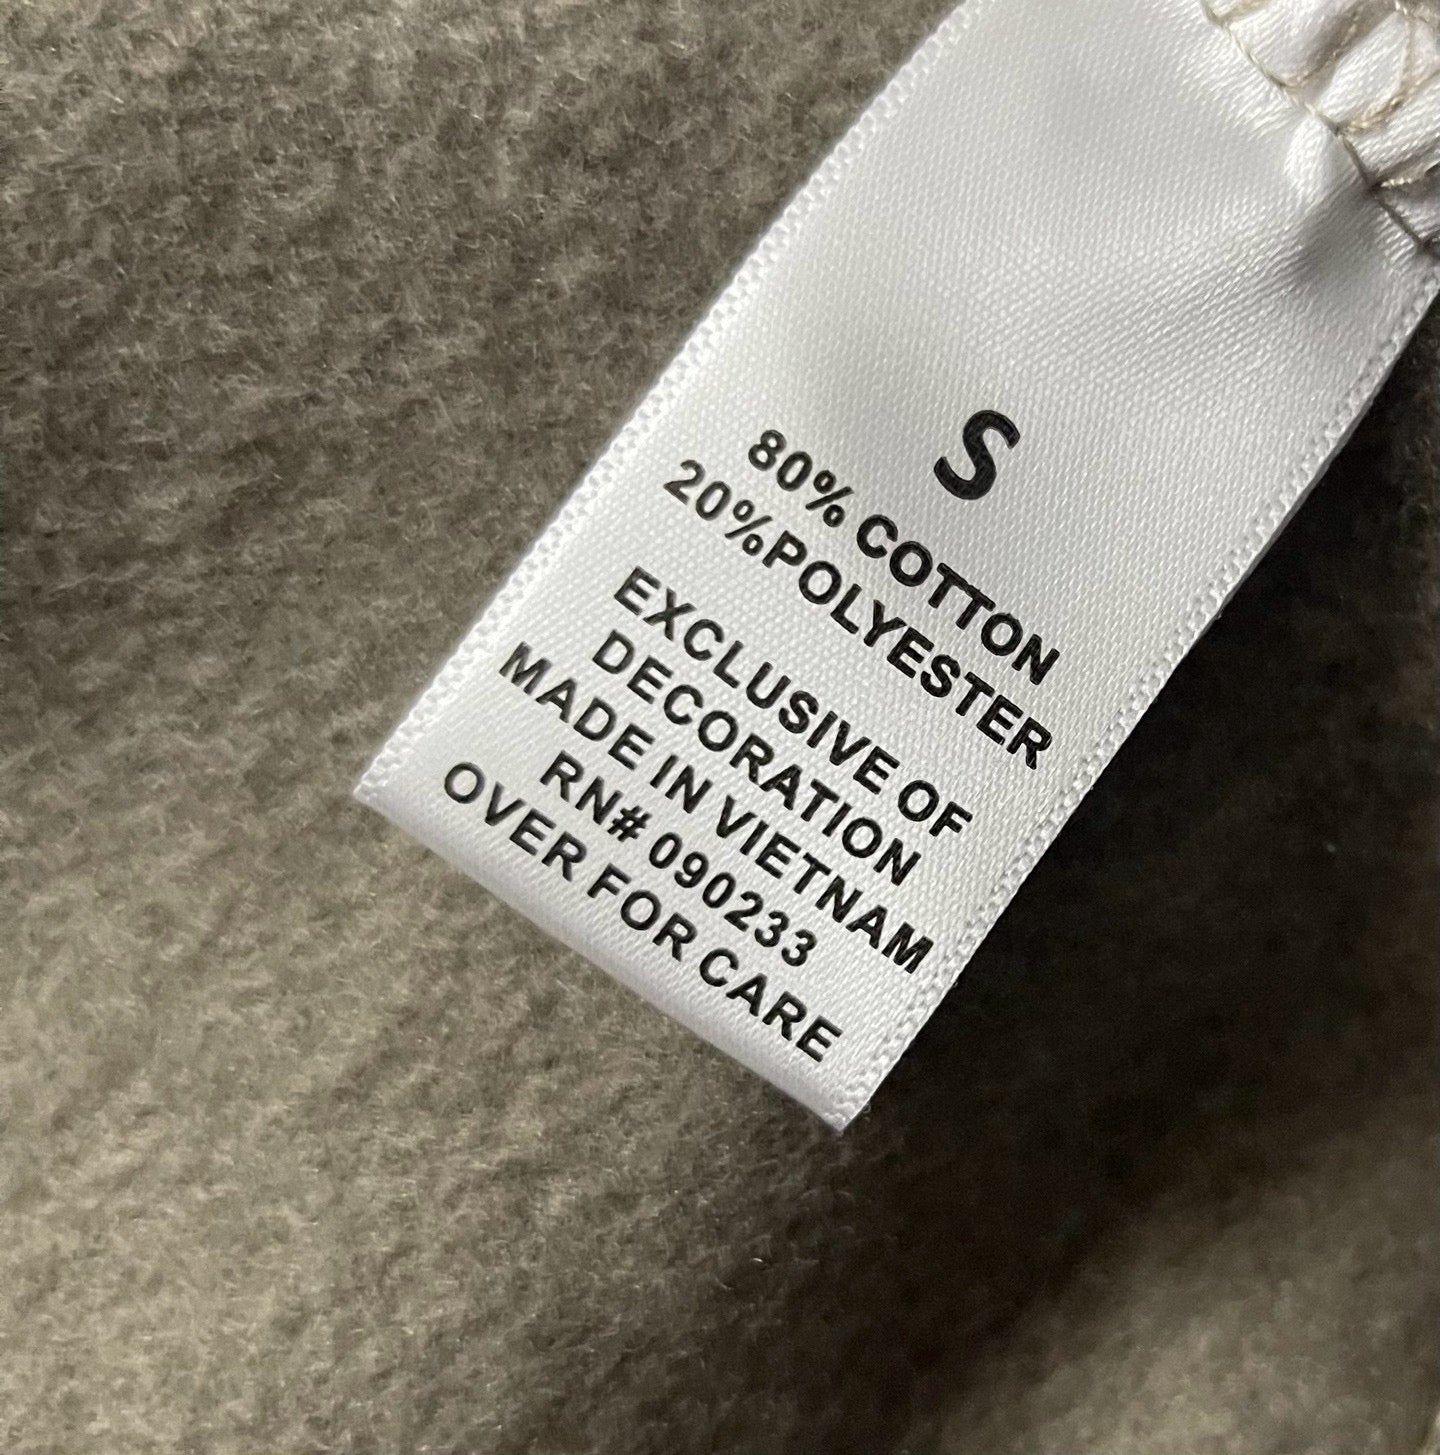 S
80% COTTON
20%POLYESTER
EXCLUSIVE OF
DECORATION
MADE IN VIETNAM
RN# 090233
OVER FOR CARE